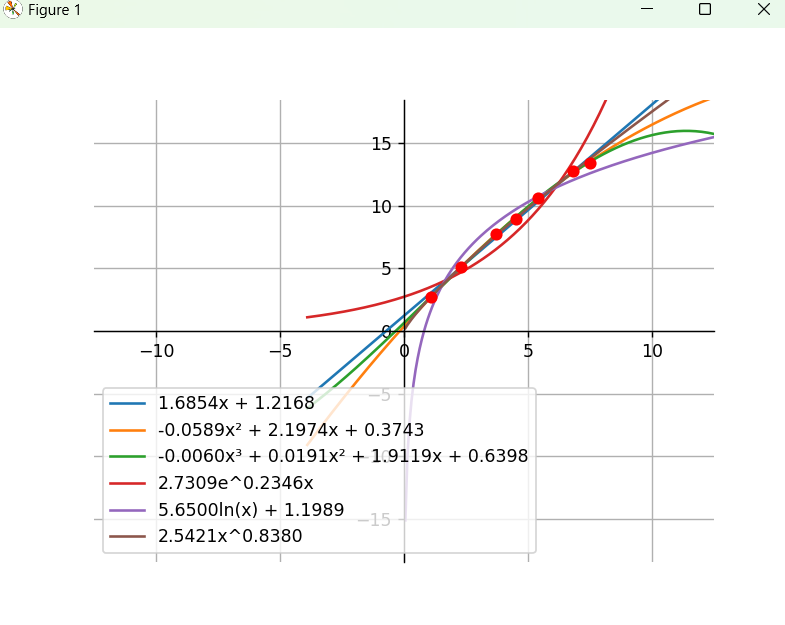 Figure 1
15
10
5
0
−10 −5 0 5 10
−5
−10
−15
1.6854x + 1.2168
-0.0589x² + 2.1974x + 0.3743
-0.0060x³ + 0.0191x² + 1.9119x + 0.6398
2.7309e^0.2346x
5.6500ln(x) + 1.1989
2.5421x^0.8380